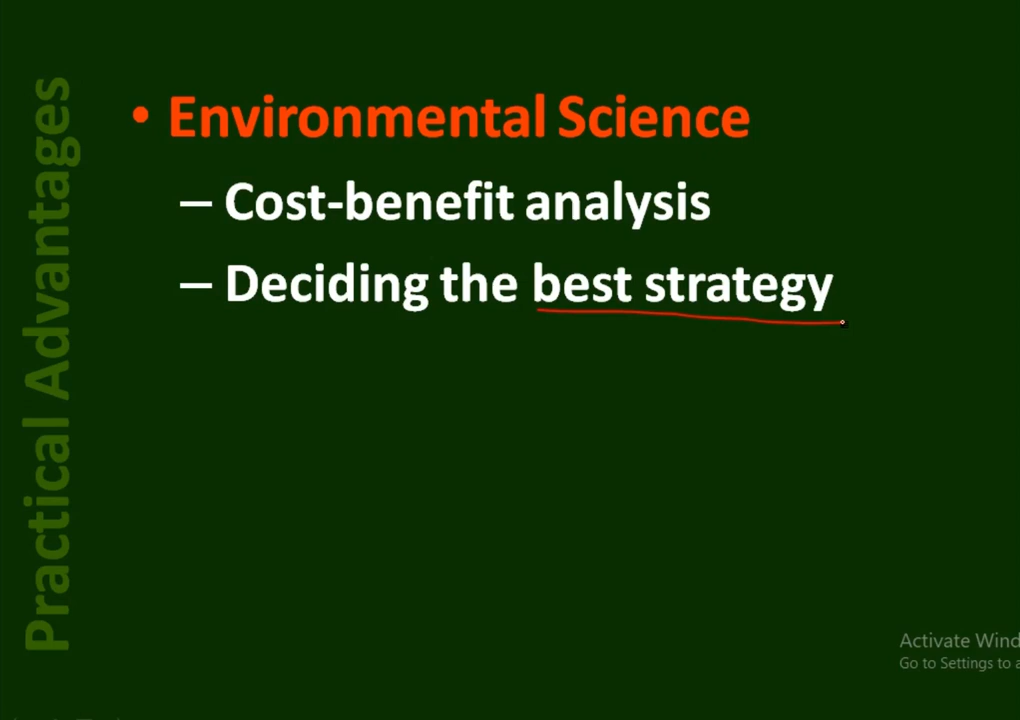 Practical Advantages
• Environmental Science
– Cost-benefit analysis
– Deciding the best strategy
Activate Wind
Go to Settings to a